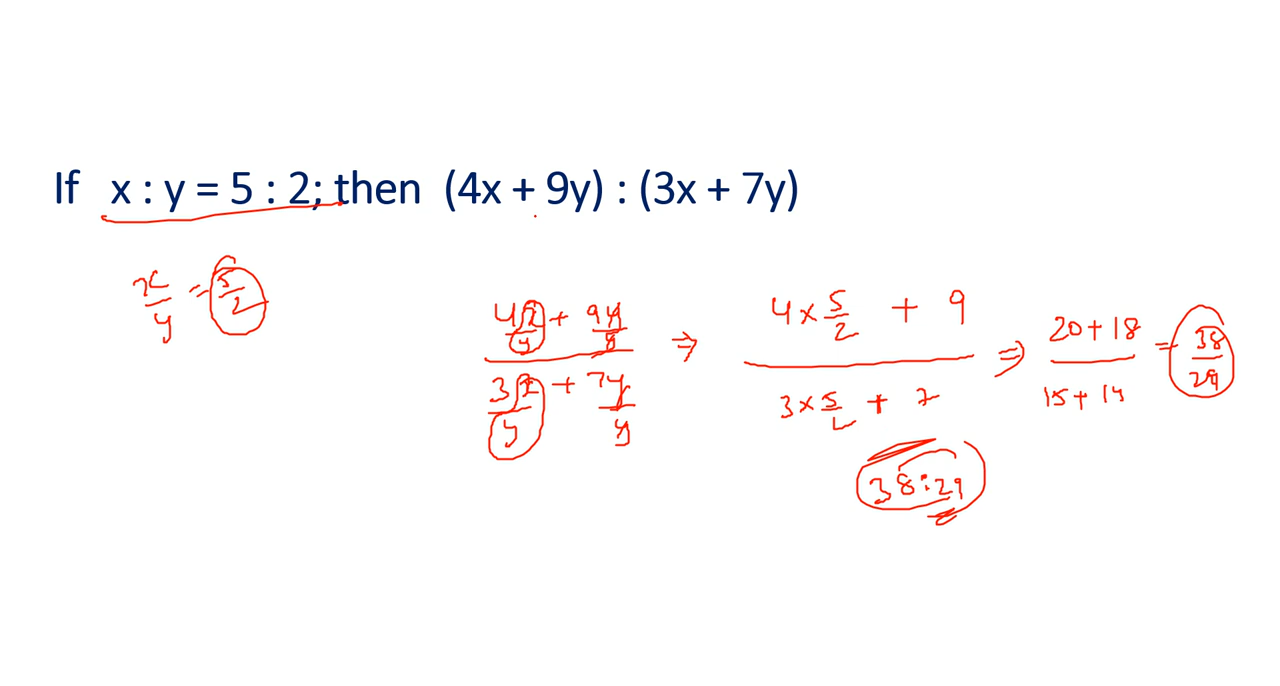 If x : y = 5 : 2; then (4x + 9y) : (3x + 7y)
x/y = 5/2
(4x/y + 9y/y) / (3x/y + 7y/y) ⇒ (4 × 5/2 + 9) / (3 × 5/2 + 7) ⇒ (20 + 18) / (15 + 14) = 38/29
38:29